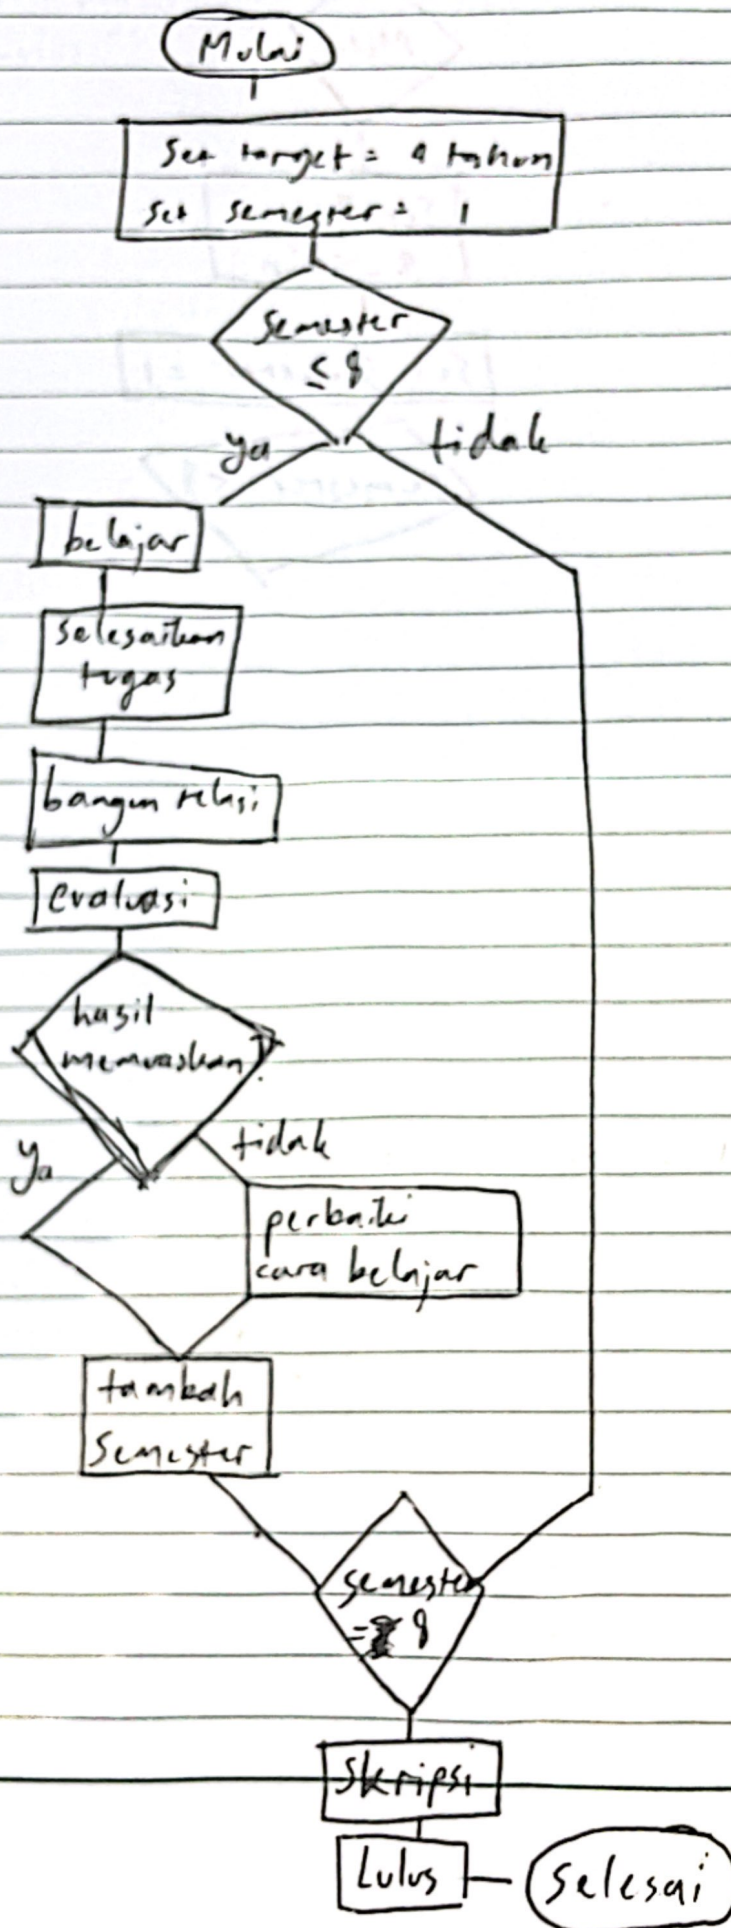 Mulai
Set target = 4 tahun
Set semester = 1
Semester
≤ 8
ya
tidak
belajar
Selesaikan
tugas
bangun relasi
evaluasi
hasil
memuaskan?
ya
tidak
perbaiki
cara belajar
tambah
Semester
semester
= 8
Skripsi
Lulus
Selesai